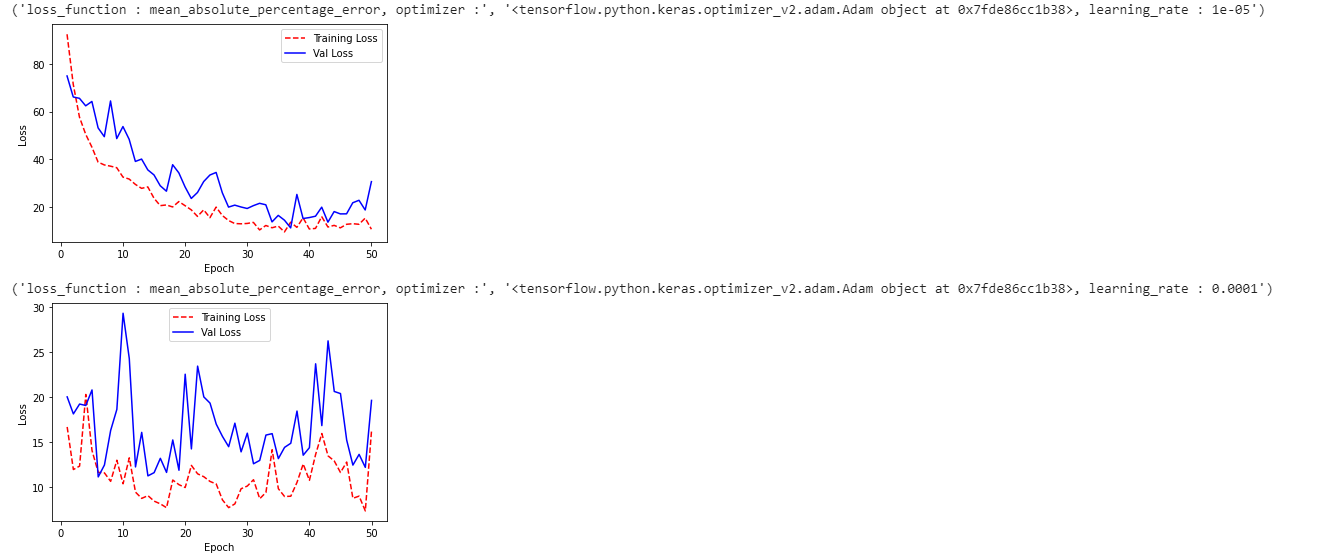 ('loss_function : mean_absolute_percentage_error, optimizer :', '<tensorflow.python.keras.optimizer_v2.adam.Adam object at 0x7fde86cc1b38>, learning_rate : 1e-05')
Training Loss
Val Loss
80
60
40
20
Loss
0 10 20 30 40 50
Epoch
('loss_function : mean_absolute_percentage_error, optimizer :', '<tensorflow.python.keras.optimizer_v2.adam.Adam object at 0x7fde86cc1b38>, learning_rate : 0.0001')
Training Loss
Val Loss
30
25
20
15
10
Loss
0 10 20 30 40 50
Epoch